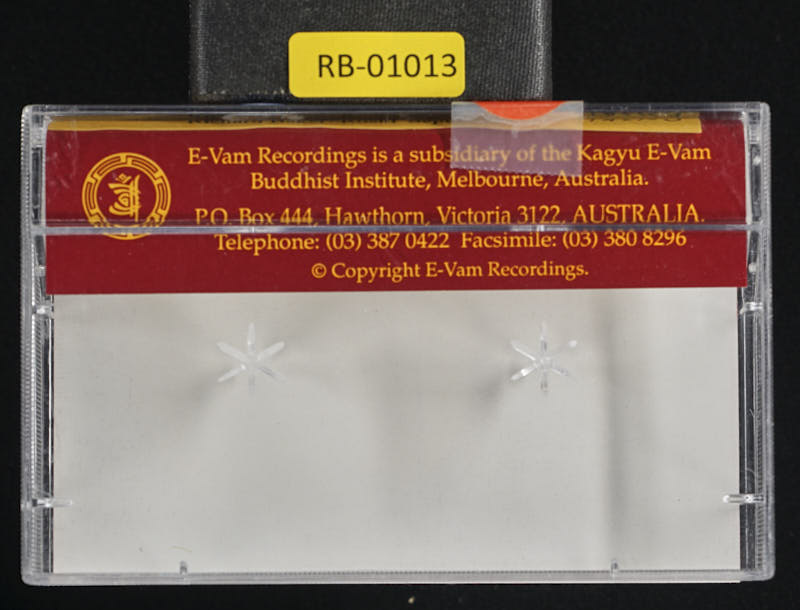 RB-01013
E-Vam Recordings is a subsidiary of the Kagyu E-Vam
Buddhist Institute, Melbourne, Australia.
P.O. Box 444, Hawthorn, Victoria 3122, AUSTRALIA.
Telephone: (03) 387 0422 Facsimile: (03) 380 8296
© Copyright E-Vam Recordings.